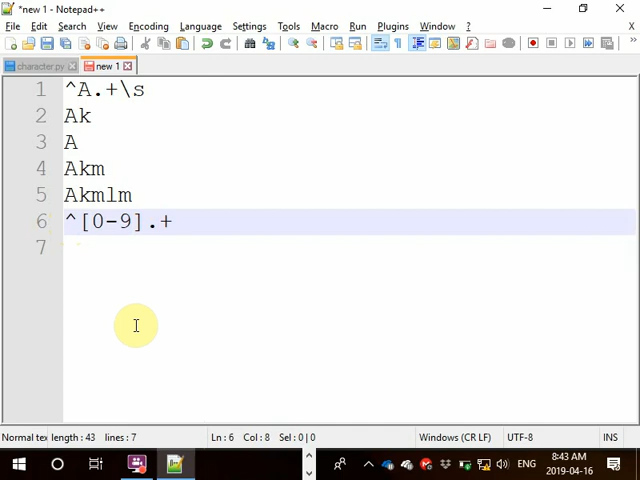 *new 1 - Notepad++
File Edit Search View Encoding Language Settings Tools Macro Run Plugins Window ? X
character.py new 1
1 ^A.+\s
2 Ak
3 A
4 Akm
5 Akmlm
6 ^[0-9].+
7
Normal tex length : 43 lines : 7 Ln : 6 Col : 8 Sel : 0 | 0 Windows (CR LF) UTF-8 INS
ENG 8:43 AM
2019-04-16